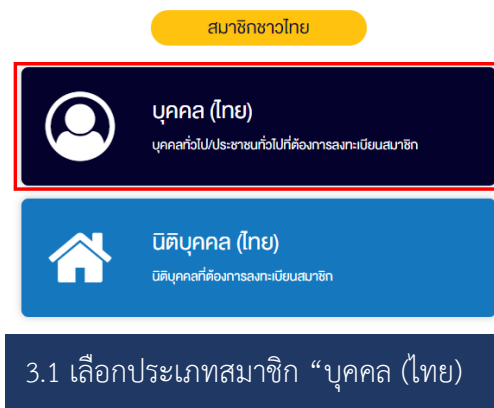 สมาชิกชาวไทย
บุคคล (ไทย)
บุคคลทั่วไป/ประชาชนทั่วไปที่ต้องการลงทะเบียนสมาชิก
นิติบุคคล (ไทย)
นิติบุคคลที่ต้องการลงทะเบียนสมาชิก
3.1 เลือกประเภทสมาชิก “บุคคล (ไทย)